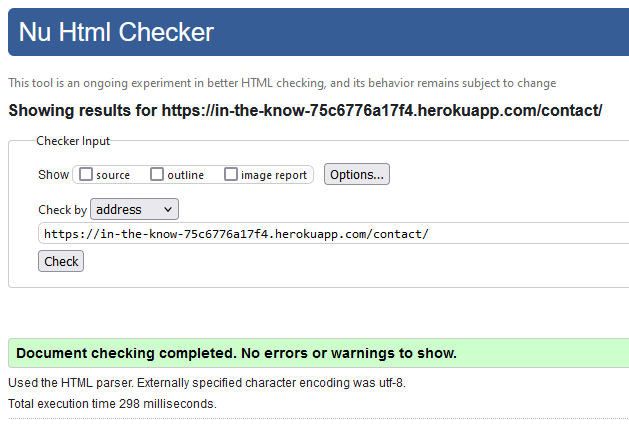 Nu Html Checker
This tool is an ongoing experiment in better HTML checking, and its behavior remains subject to change
Showing results for https://in-the-know-75c6776a17f4.herokuapp.com/contact/
Checker Input
Show source outline image report Options...
Check by address
https://in-the-know-75c6776a17f4.herokuapp.com/contact/
Check
Document checking completed. No errors or warnings to show.
Used the HTML parser. Externally specified character encoding was utf-8.
Total execution time 298 milliseconds.